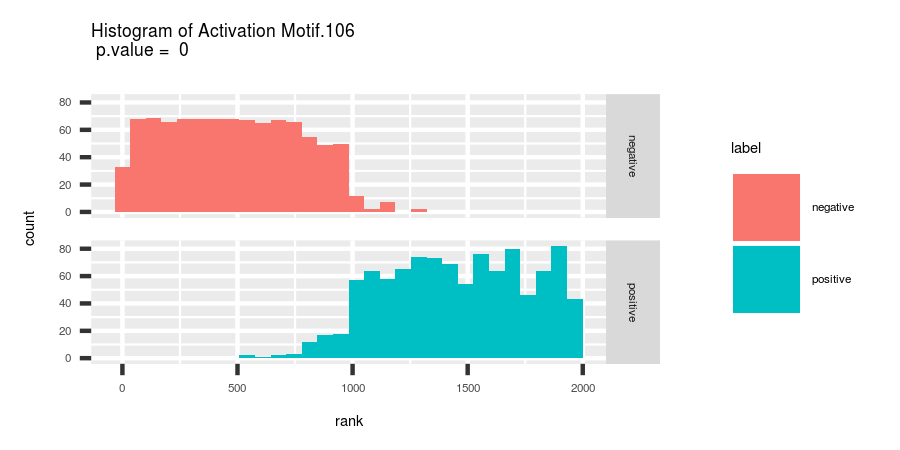 Histogram of Activation Motif.106
p.value = 0
count
80
60
40
20
0
negative
80
60
40
20
0
positive
0 500 1000 1500 2000
rank
label
negative
positive